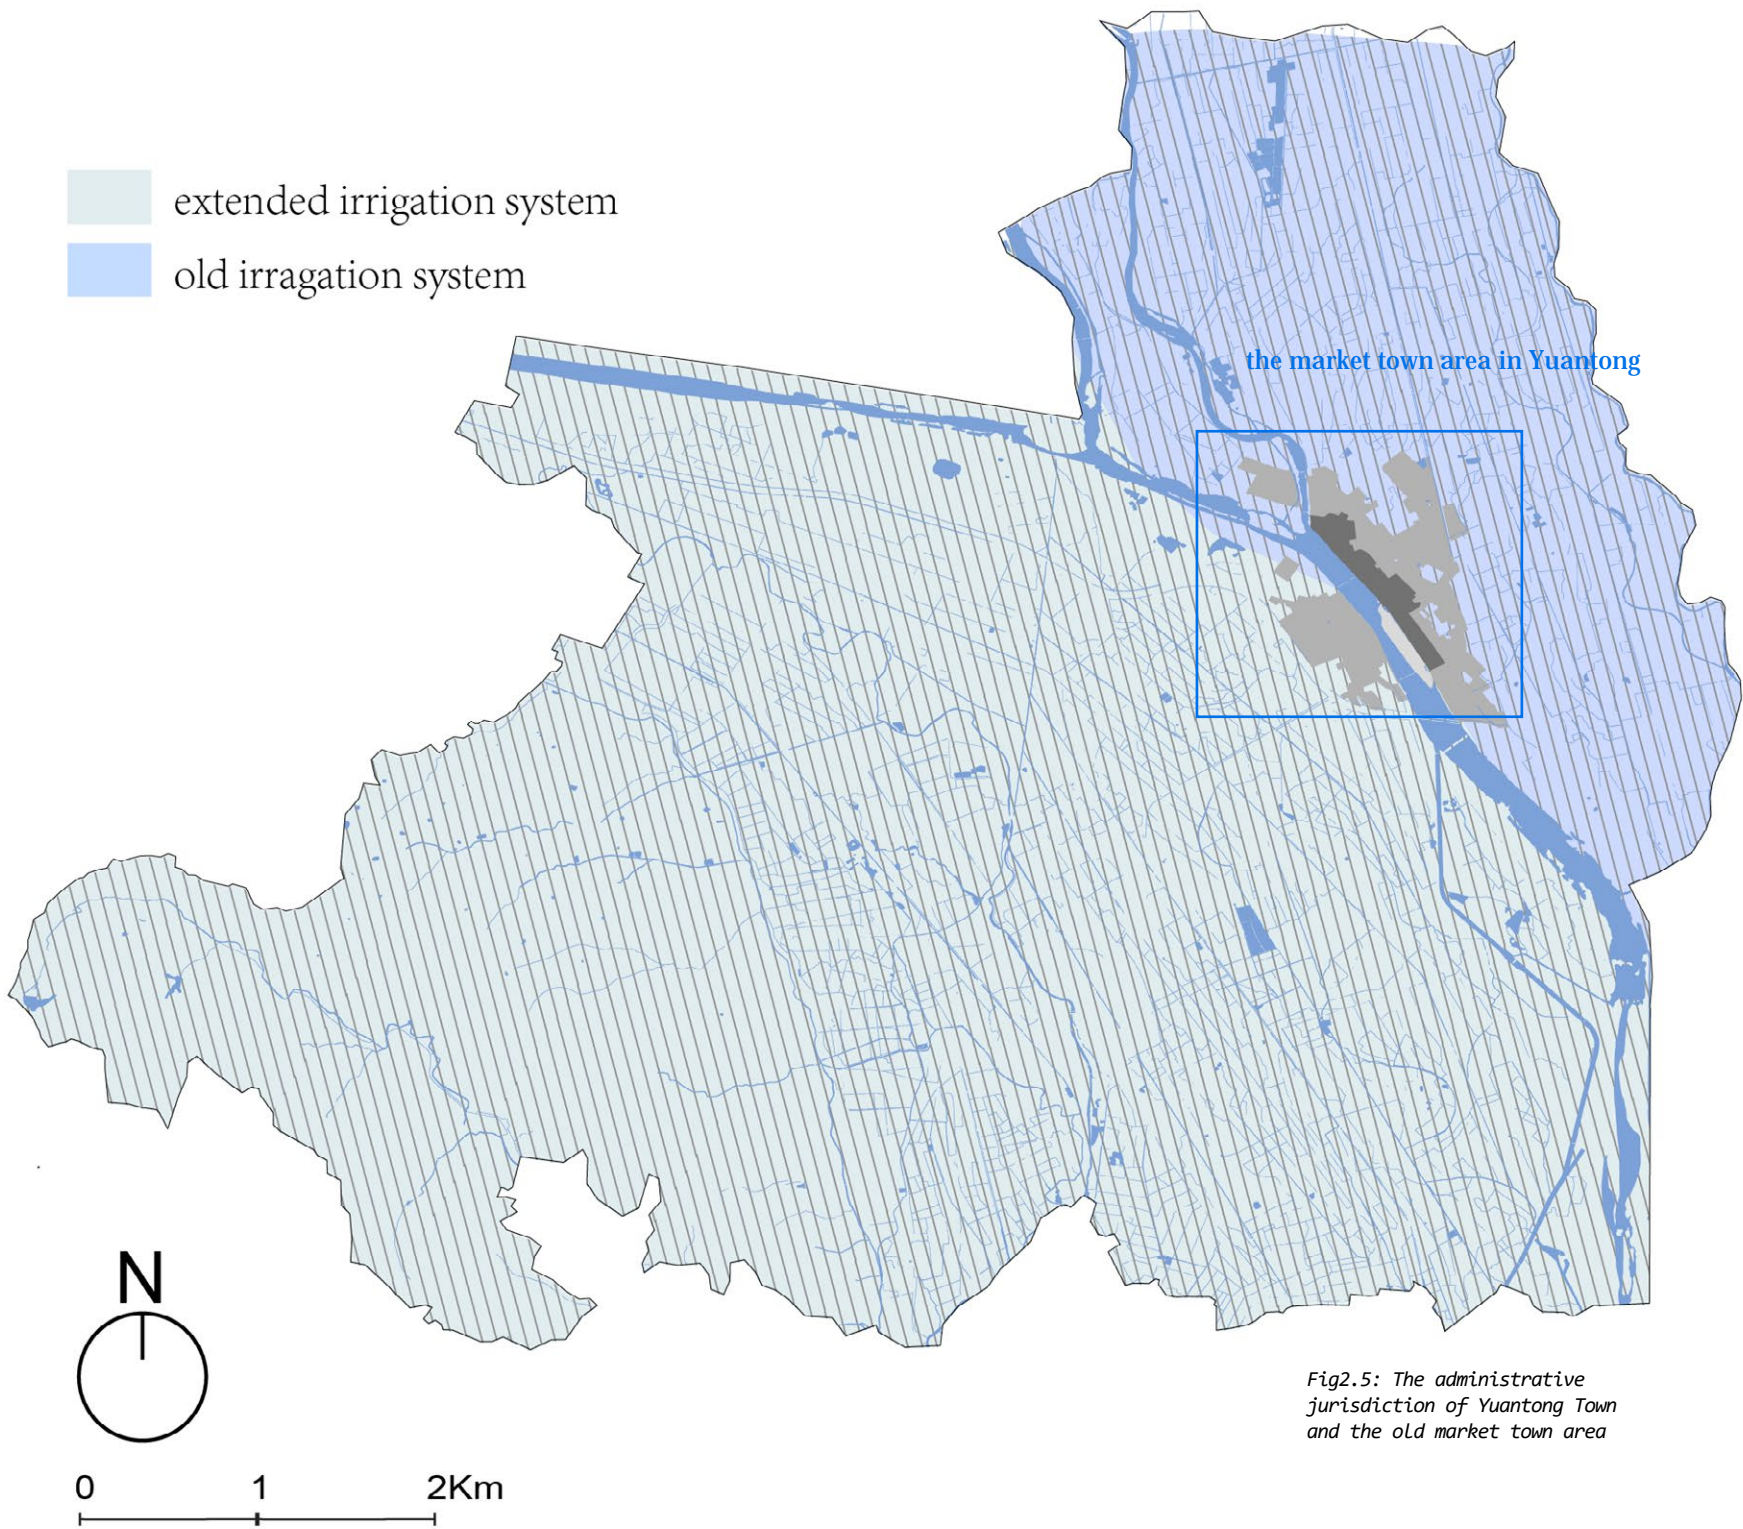 extended irrigation system
old irragation system
the market town area in Yuantong
N
0 1 2Km
Fig2.5: The administrative
jurisdiction of Yuantong Town
and the old market town area